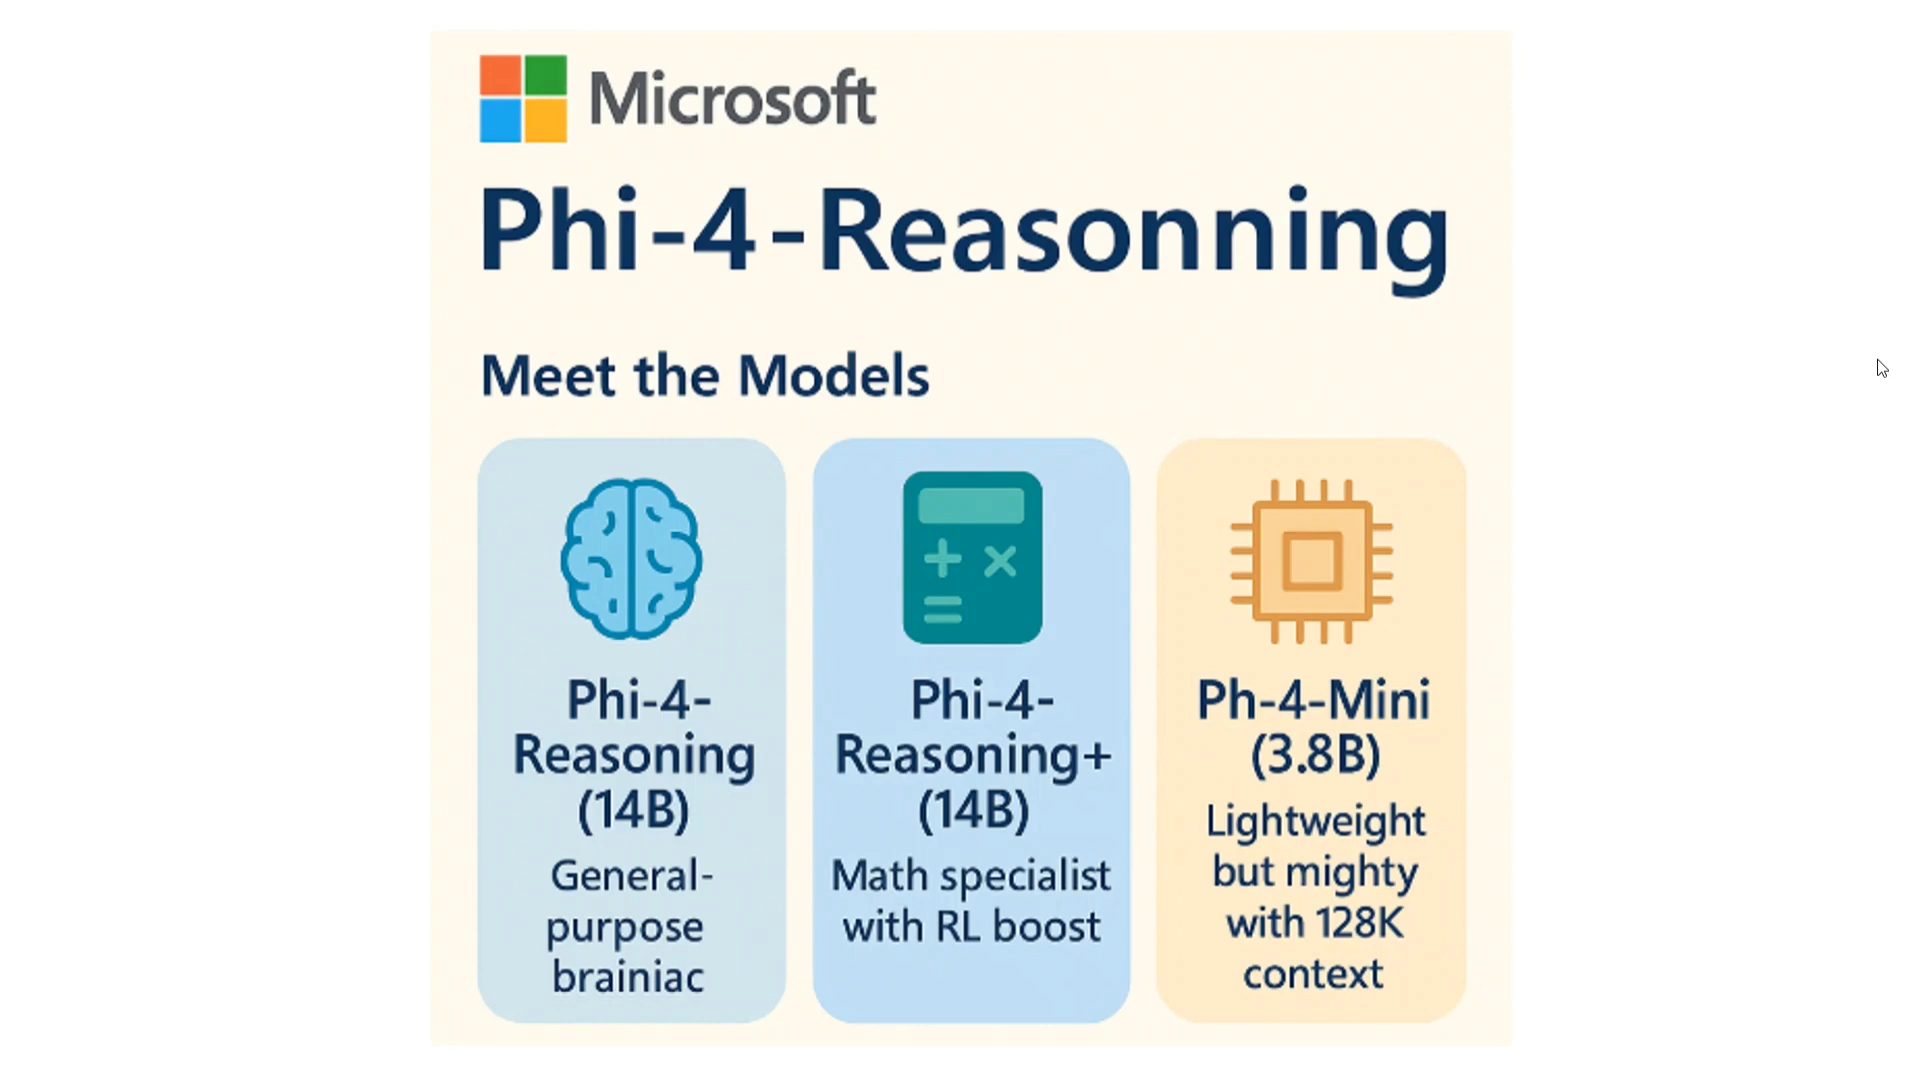 Microsoft
Phi-4-Reasonning
Meet the Models
Phi-4-
Reasoning
(14B)
General-
purpose
brainiac
Phi-4-
Reasoning+
(14B)
Math specialist
with RL boost
Ph-4-Mini
(3.8B)
Lightweight
but mighty
with 128K
context